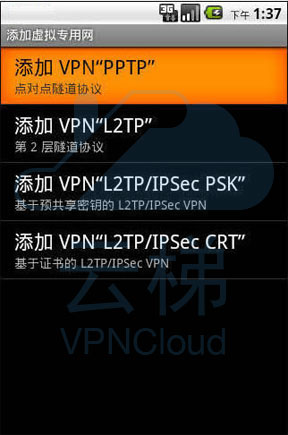 3G
下午 1:37
添加虚拟专用网
添加 VPN“PPTP”
点对点隧道协议
添加 VPN“L2TP”
第 2 层隧道协议
添加 VPN“L2TP/IPSec PSK”
基于预共享密钥的 L2TP/IPSec VPN
添加 VPN“L2TP/IPSec CRT”
基于证书的 L2TP/IPSec VPN
云梯
VPNCloud